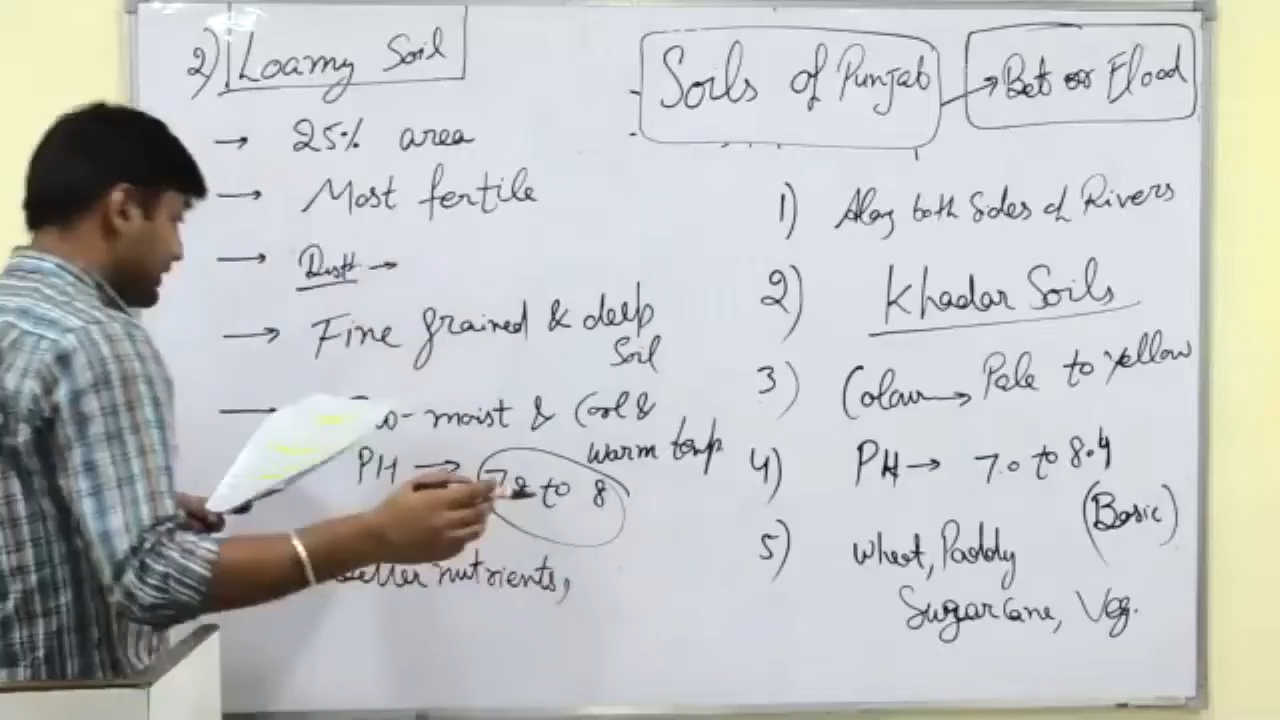 2) Loamy Soil
→ 25% area
→ Most fertile
→ Distt →
→ Fine grained & deep
Soil
→ - moist & Cool &
warm temp
PH → to 8
nutrients,
Soils of Punjab → Bet or Flood
1) Along both Sides of Rivers
2) Khadar Soils
3) Colour → Pale to yellow
4) PH → 7.0 to 8.4
(Basic)
5) Wheat, Paddy
Sugarcane, Veg.